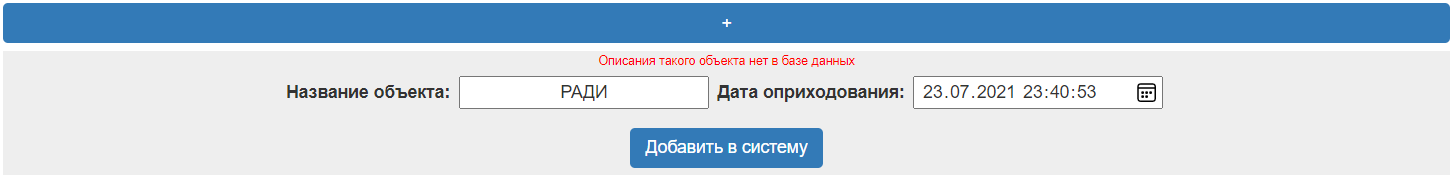 +
Описания такого объекта нет в базе данных
Название объекта: РАДИ Дата оприходования: 23.07.2021 23:40:53
Добавить в систему